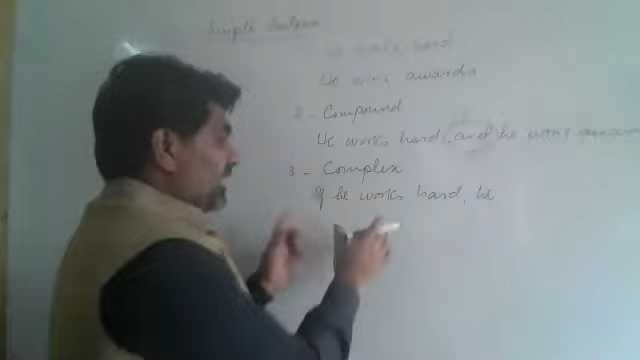 Simple Sentence
He works hard
He wins awards
2 - Compound
He works hard, and he wins
3 - Complex
If he works hard, he